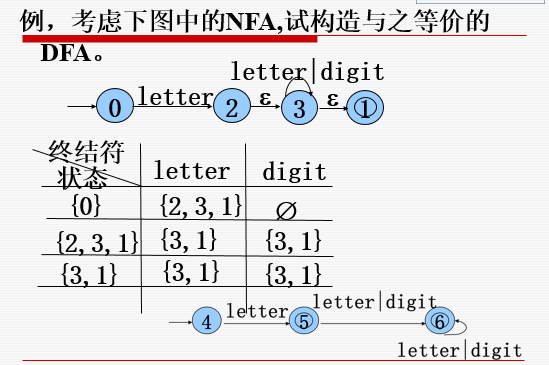 例，考虑下图中的NFA,试构造与之等价的
DFA。
letter|digit
0 letter 2 ε 3 ε 1
终结符
状态 letter digit
{0} {2,3,1} ∅
{2,3,1} {3,1} {3,1}
{3,1} {3,1} {3,1}
4 letter 5 letter|digit 6
letter|digit